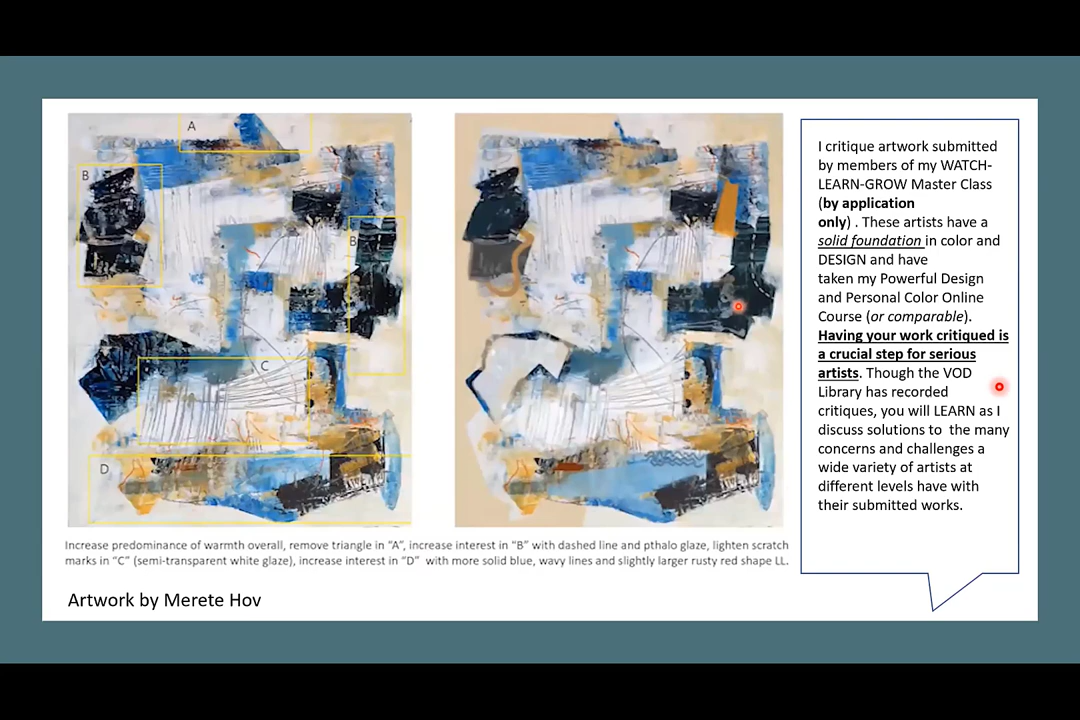 A
B
B
C
D
Increase predominance of warmth overall, remove triangle in "A", increase interest in "B" with dashed line and pthalo glaze, lighten scratch
marks in "C" (semi-transparent white glaze), increase interest in "D" with more solid blue, wavy lines and slightly larger rusty red shape LL.
Artwork by Merete Hov
I critique artwork submitted
by members of my WATCH-
LEARN-GROW Master Class
(by application
only) . These artists have a
solid foundation in color and
DESIGN and have
taken my Powerful Design
and Personal Color Online
Course (or comparable).
Having your work critiqued is
a crucial step for serious
artists. Though the VOD
Library has recorded
critiques, you will LEARN as I
discuss solutions to the many
concerns and challenges a
wide variety of artists at
different levels have with
their submitted works.